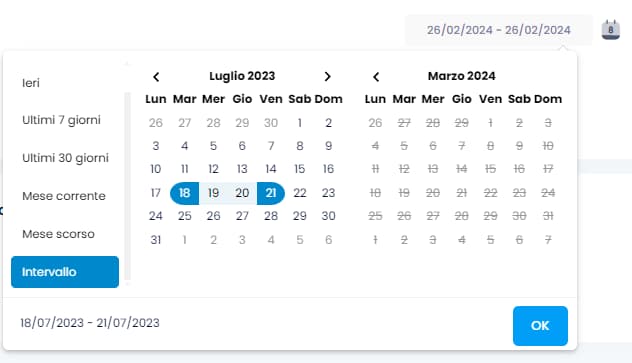 26/02/2024 - 26/02/2024
8
Ieri
Ultimi 7 giorni
Ultimi 30 giorni
Mese corrente
Mese scorso
Intervallo
Luglio 2023
Lun Mar Mer Gio Ven Sab Dom
26 27 28 29 30 1 2
3 4 5 6 7 8 9
10 11 12 13 14 15 16
17 18 19 20 21 22 23
24 25 26 27 28 29 30
31 1 2 3 4 5 6
Marzo 2024
Lun Mar Mer Gio Ven Sab Dom
26 27 28 29 1 2 3
4 5 6 7 8 9 10
11 12 13 14 15 16 17
18 19 20 21 22 23 24
25 26 27 28 29 30 31
1 2 3 4 5 6 7
18/07/2023 - 21/07/2023
OK